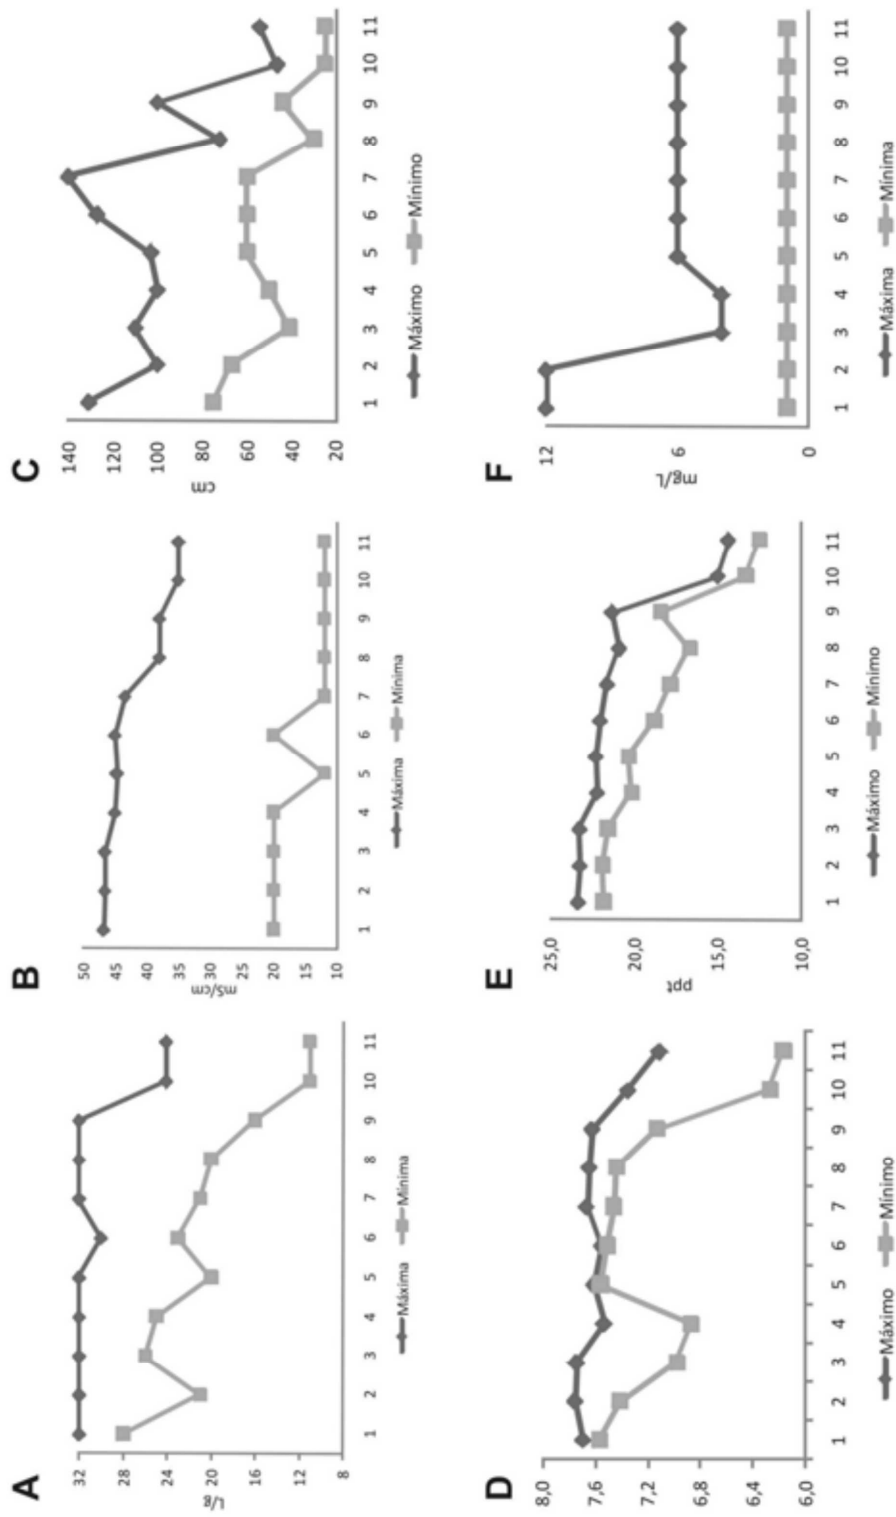 A
g/L
32
28
24
20
16
12
8
1 2 3 4 5 6 7 8 9 10 11
Máxima Mínima
B
mS/cm
50
45
40
35
30
25
20
15
10
1 2 3 4 5 6 7 8 9 10 11
Máxima Mínima
C
cm
140
120
100
80
60
40
20
1 2 3 4 5 6 7 8 9 10 11
Máximo Mínimo
D
8,0
7,6
7,2
6,8
6,4
6,0
1 2 3 4 5 6 7 8 9 10 11
Máximo Mínimo
E
ppt
25,0
20,0
15,0
10,0
1 2 3 4 5 6 7 8 9 10 11
Máximo Mínimo
F
mg/L
12
6
0
1 2 3 4 5 6 7 8 9 10 11
Máxima Mínima